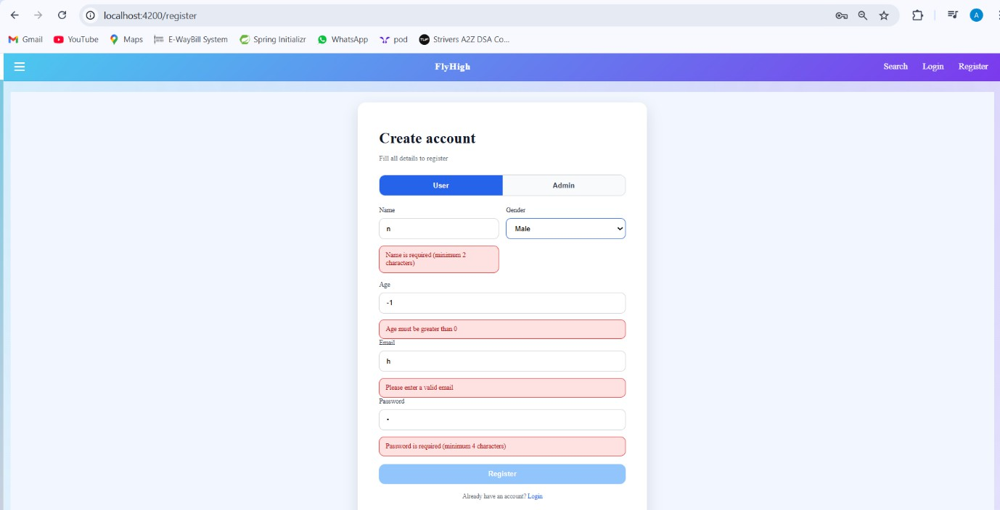 localhost:4200/register
A
Gmail
YouTube
Maps
E-WayBill System
Spring Initializr
WhatsApp
pod
TUF
Strivers A2Z DSA Co...
FlyHigh
Search
Login
Register
Create account
Fill all details to register
User
Admin
Name
Gender
n
Male
Name is required (minimum 2
characters)
Age
-1
Age must be greater than 0
Email
h
Please enter a valid email
Password
•
Password is required (minimum 4 characters)
Register
Already have an account? Login